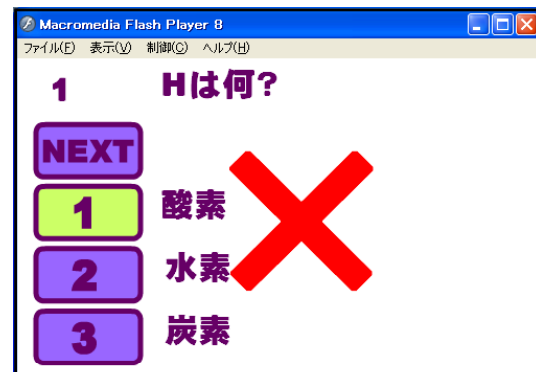 Macromedia Flash Player 8
ファイル(F) 表示(V) 制御(C) ヘルプ(H)
1 Hは何?
NEXT
1 酸素
2 水素
3 炭素